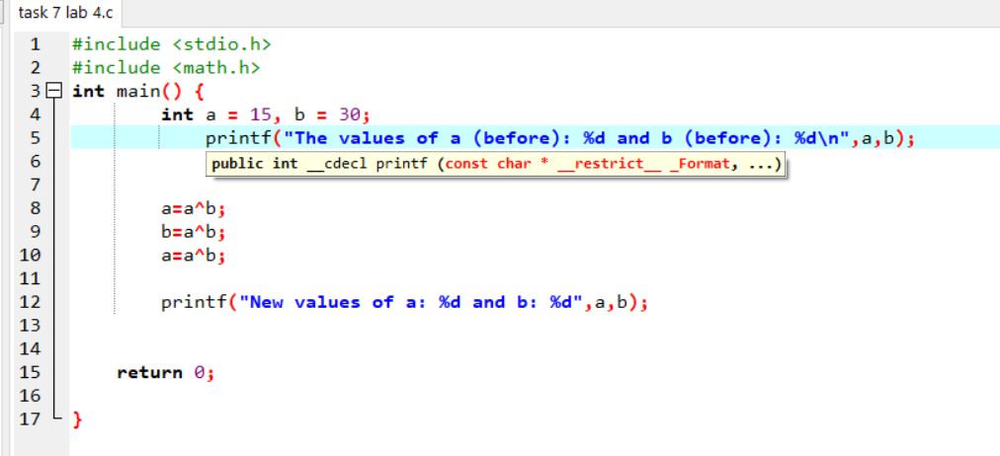 task 7 lab 4.c
1 #include <stdio.h>
2 #include <math.h>
3 int main() {
4 int a = 15, b = 30;
5 printf("The values of a (before): %d and b (before): %d\n",a,b);
6 public int __cdecl printf (const char * __restrict__ _Format, ...)
7
8 a=a^b;
9 b=a^b;
10 a=a^b;
11
12 printf("New values of a: %d and b: %d",a,b);
13
14
15 return 0;
16
17 }